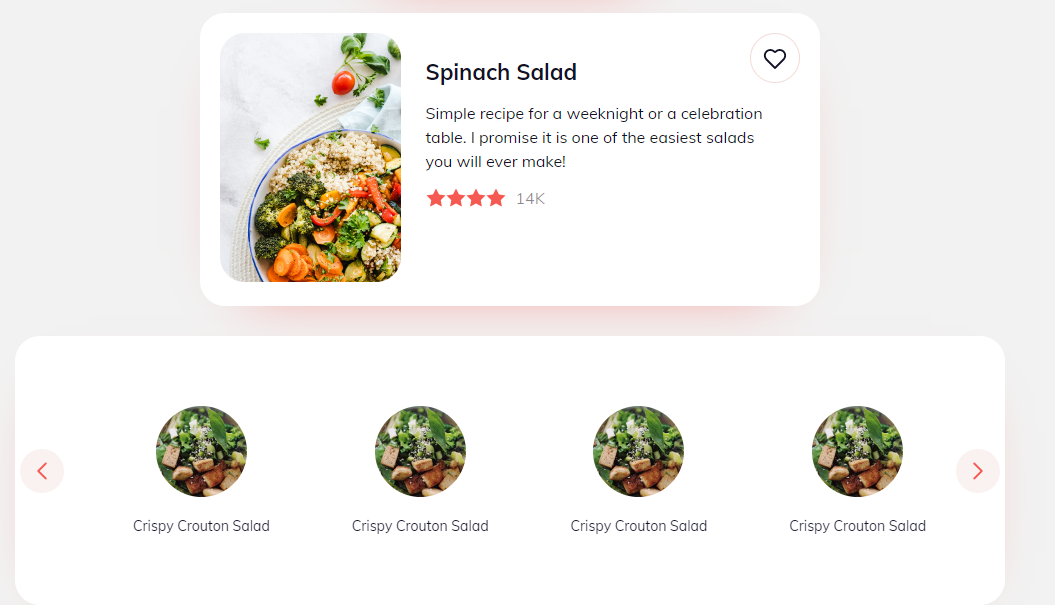 Spinach Salad
Simple recipe for a weeknight or a celebration
table. I promise it is one of the easiest salads
you will ever make!
14K
Crispy Crouton Salad
Crispy Crouton Salad
Crispy Crouton Salad
Crispy Crouton Salad